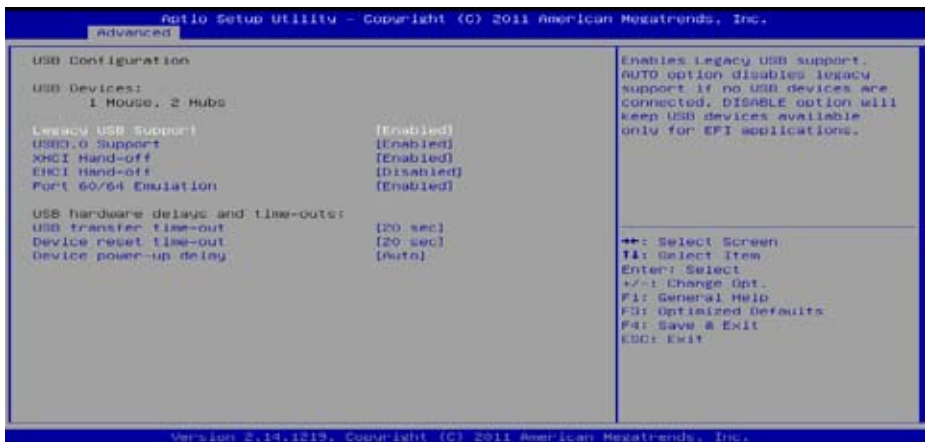 Aptio Setup Utility - Copyright (C) 2011 American Megatrends, Inc.
Advanced
USB Configuration
USB Devices:
1 Mouse, 2 Hubs
Legacy USB Support [Enabled]
USB3.0 Support [Enabled]
XHCI Hand-off [Enabled]
EHCI Hand-off [Disabled]
Port 60/64 Emulation [Enabled]
USB hardware delays and time-outs:
USB transfer time-out [20 sec]
Device reset time-out [20 sec]
Device power-up delay [Auto]
Enables Legacy USB support.
AUTO option disables legacy
support if no USB devices are
connected. DISABLE option will
keep USB devices available
only for EFI applications.
→←: Select Screen
↑↓: Select Item
Enter: Select
+/-: Change Opt.
F1: General Help
F3: Optimized Defaults
F4: Save & Exit
ESC: Exit
Version 2.14.1219. Copyright (C) 2011 American Megatrends, Inc.